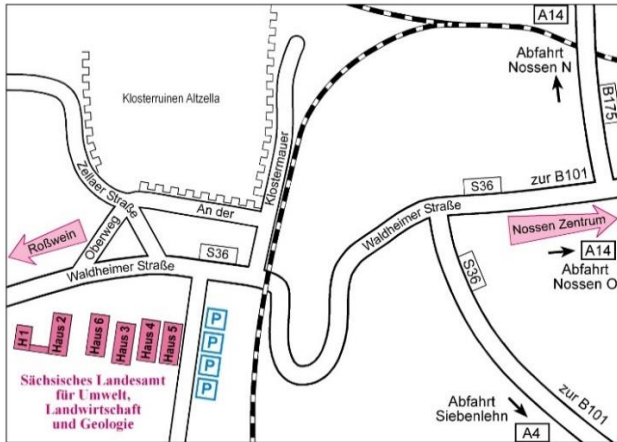 A14
Abfahrt
Nossen N
B175
Klosterruinen Altzella
Klostermauer
Zellaer Straße
An der
S36
zur B101
Waldheimer Straße
Roßwein
Oberweg
S36
Nossen Zentrum
Waldheimer Straße
A14
Abfahrt
Nossen O
S36
H1
Haus 2
Haus 6
Haus 3
Haus 4
Haus 5
P
P
P
P
Sächsisches Landesamt
für Umwelt,
Landwirtschaft
und Geologie
zur B101
Abfahrt
Siebenlehn
A4